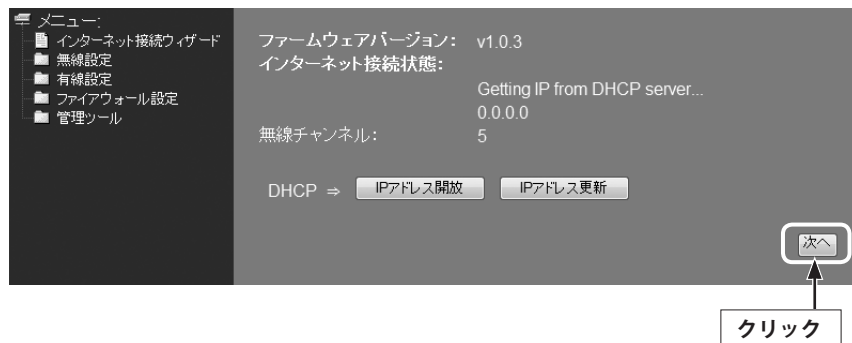 メニュー:
インターネット接続ウィザード
無線設定
有線設定
ファイアウォール設定
管理ツール
ファームウェアバージョン: v1.0.3
インターネット接続状態:
Getting IP from DHCP server...
0.0.0.0
無線チャンネル: 5
DHCP ⇒ IPアドレス開放 IPアドレス更新
次へ
クリック